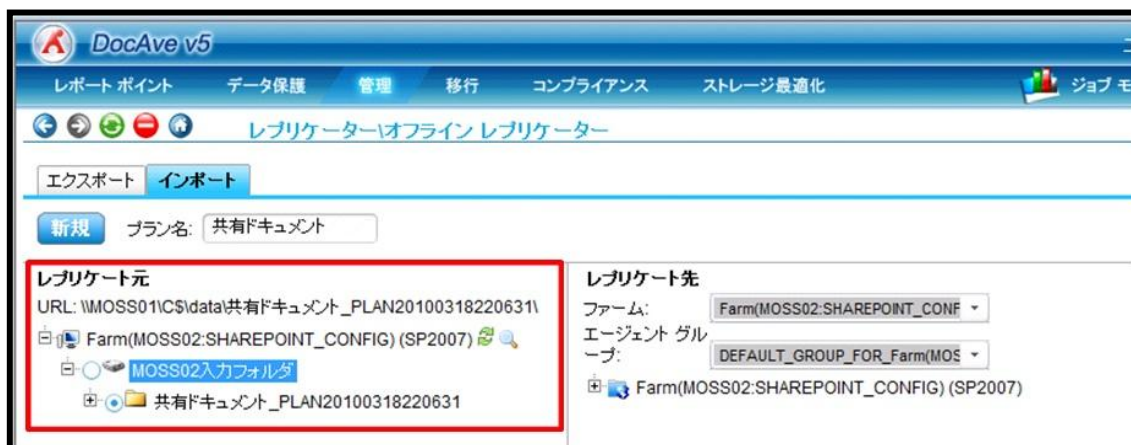 DocAve v5
レポート ポイント データ保護 管理 移行 コンプライアンス ストレージ最適化 ジョブ モ
レプリケーター\オフライン レプリケーター
エクスポート インポート
新規 プラン名: 共有ドキュメント
レプリケート元
URL: \\MOSS01\C$\data\共有ドキュメント_PLAN20100318220631\
Farm(MOSS02:SHAREPOINT_CONFIG) (SP2007)
MOSS02入力フォルダ
共有ドキュメント_PLAN20100318220631
レプリケート先
ファーム: Farm(MOSS02:SHAREPOINT_CONF
エージェント グル
ープ: DEFAULT_GROUP_FOR_Farm(MOS
Farm(MOSS02:SHAREPOINT_CONFIG) (SP2007)